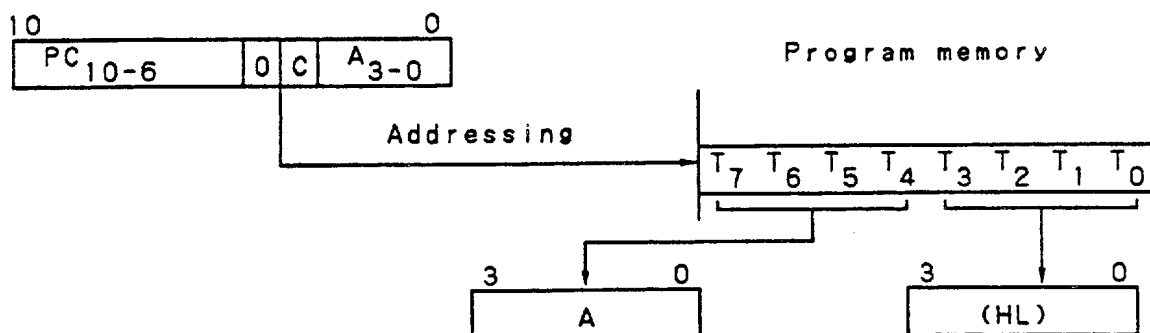 10 0
PC10-6 0 C A3-0
Program memory
Addressing
T7 T6 T5 T4 T3 T2 T1 T0
3 0 3 0
A (HL)